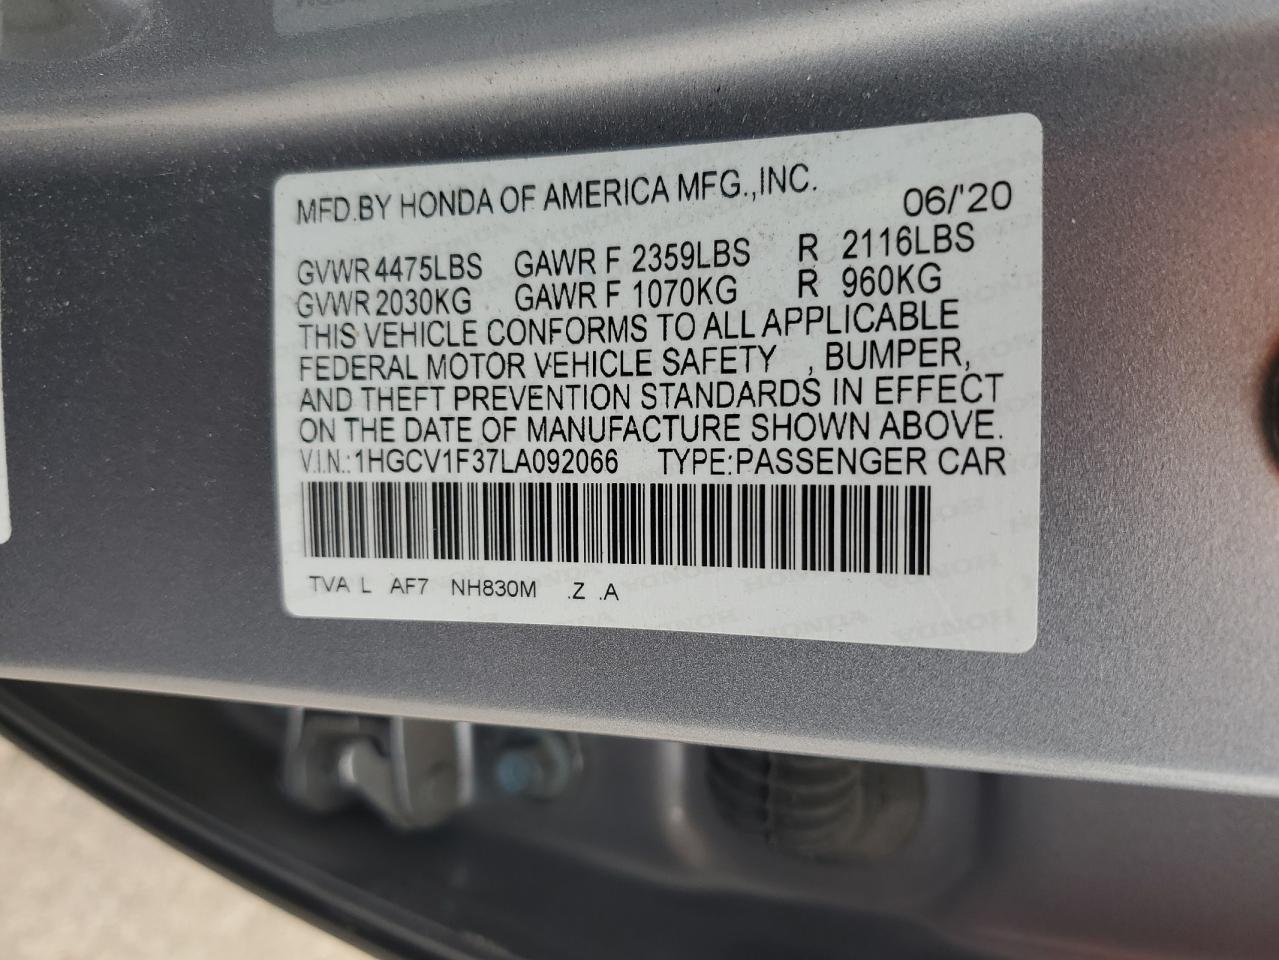 MFD.BY HONDA OF AMERICA MFG.,INC. 06/'20
GVWR 4475LBS GAWR F 2359LBS R 2116LBS
GVWR 2030KG GAWR F 1070KG R 960KG
THIS VEHICLE CONFORMS TO ALL APPLICABLE
FEDERAL MOTOR VEHICLE SAFETY , BUMPER,
AND THEFT PREVENTION STANDARDS IN EFFECT
ON THE DATE OF MANUFACTURE SHOWN ABOVE.
V.I.N.:1HGCV1F37LA092066 TYPE:PASSENGER CAR
TVA L AF7 NH830M .Z .A